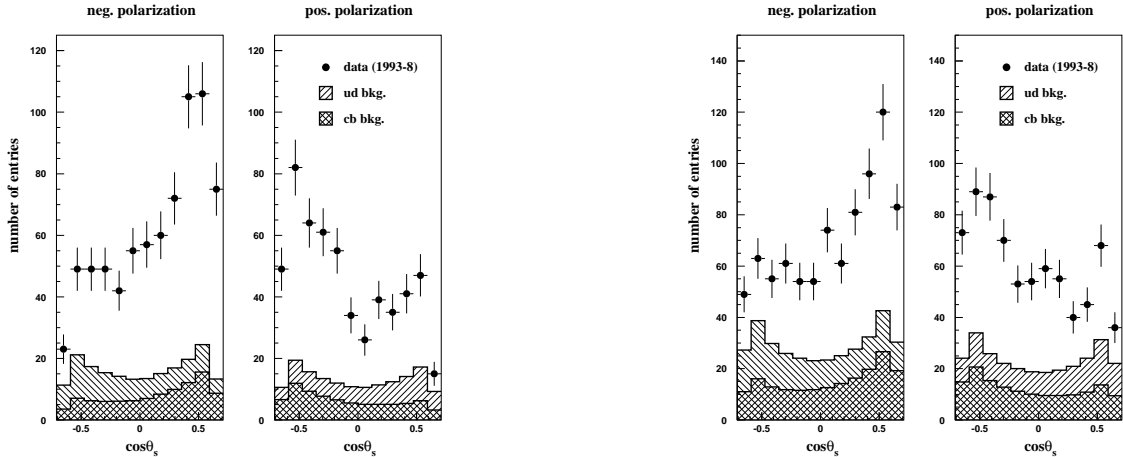 neg. polarization
pos. polarization
number of entries
120
100
80
60
40
20
0
data (1993-8)
ud bkg.
cb bkg.
120
100
80
60
40
20
0
-0.5 0 0.5
-0.5 0 0.5
cosθs
cosθs
neg. polarization
pos. polarization
number of entries
140
120
100
80
60
40
20
0
data (1993-8)
ud bkg.
cb bkg.
140
120
100
80
60
40
20
0
-0.5 0 0.5
-0.5 0 0.5
cosθs
cosθs